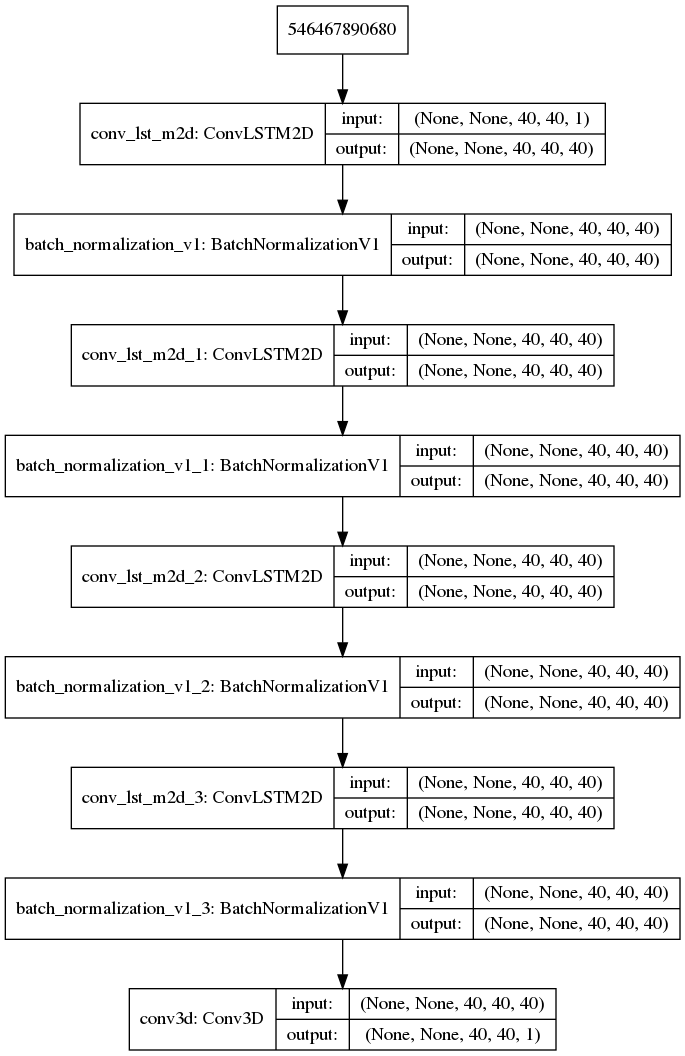 546467890680
conv_lst_m2d: ConvLSTM2D
input: (None, None, 40, 40, 1)
output: (None, None, 40, 40, 40)
batch_normalization_v1: BatchNormalizationV1
input: (None, None, 40, 40, 40)
output: (None, None, 40, 40, 40)
conv_lst_m2d_1: ConvLSTM2D
input: (None, None, 40, 40, 40)
output: (None, None, 40, 40, 40)
batch_normalization_v1_1: BatchNormalizationV1
input: (None, None, 40, 40, 40)
output: (None, None, 40, 40, 40)
conv_lst_m2d_2: ConvLSTM2D
input: (None, None, 40, 40, 40)
output: (None, None, 40, 40, 40)
batch_normalization_v1_2: BatchNormalizationV1
input: (None, None, 40, 40, 40)
output: (None, None, 40, 40, 40)
conv_lst_m2d_3: ConvLSTM2D
input: (None, None, 40, 40, 40)
output: (None, None, 40, 40, 40)
batch_normalization_v1_3: BatchNormalizationV1
input: (None, None, 40, 40, 40)
output: (None, None, 40, 40, 40)
conv3d: Conv3D
input: (None, None, 40, 40, 40)
output: (None, None, 40, 40, 1)